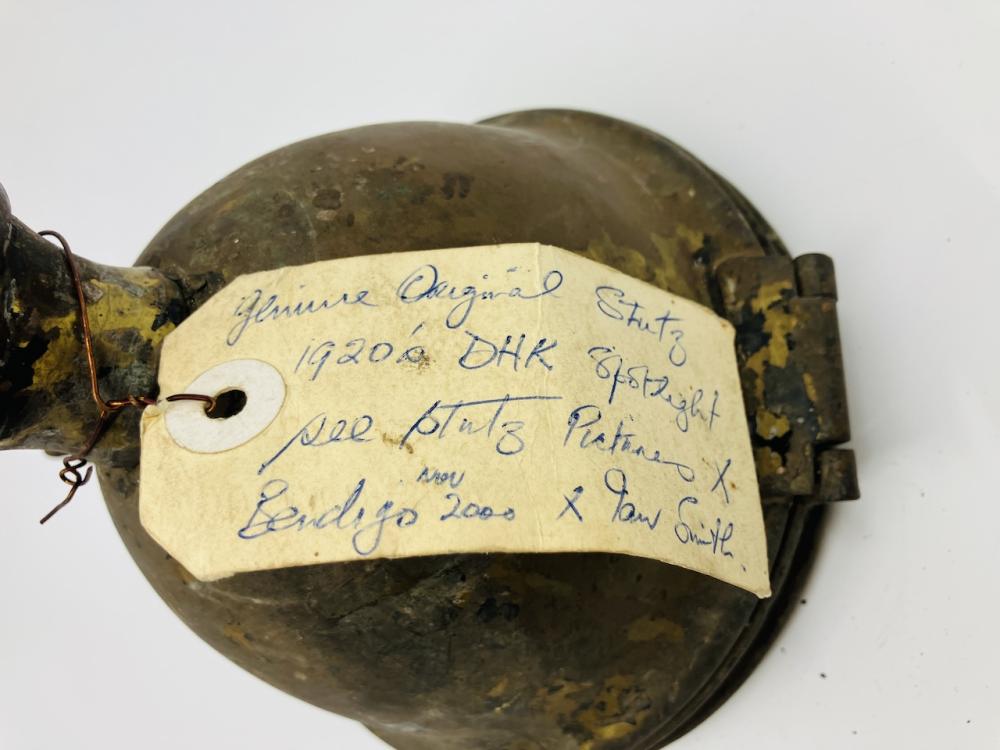 Genuine Original Stutz
1920's DHK Spotlight
see Stutz Pictures X
Bendigo Nov 2000 X Ian Smith.